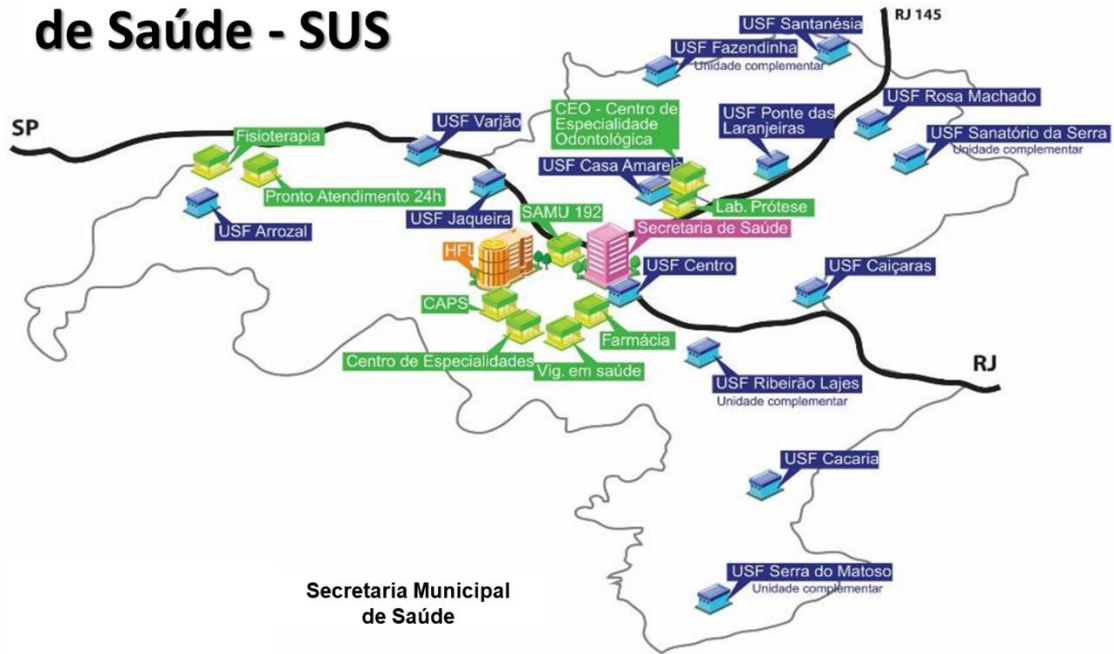 de Saúde - SUS
RJ 145
USF Santanésia
USF Fazendinha
Unidade complementar
CEO - Centro de
Especialidade
Odontológica
USF Ponte das
Laranjeiras
USF Rosa Machado
USF Sanatório da Serra
Unidade complementar
SP
Fisioterapia
USF Varjão
USF Casa Amarela
Pronto Atendimento 24h
USF Arrozal
USF Jaqueira
SAMU 192
Lab. Prótese
Secretaria de Saúde
HFL
USF Centro
USF Caiçaras
CAPS
Farmácia
Centro de Especialidades
Vig. em saúde
RJ
USF Ribeirão Lajes
Unidade complementar
USF Cacaria
USF Serra do Matoso
Unidade complementar
Secretaria Municipal
de Saúde